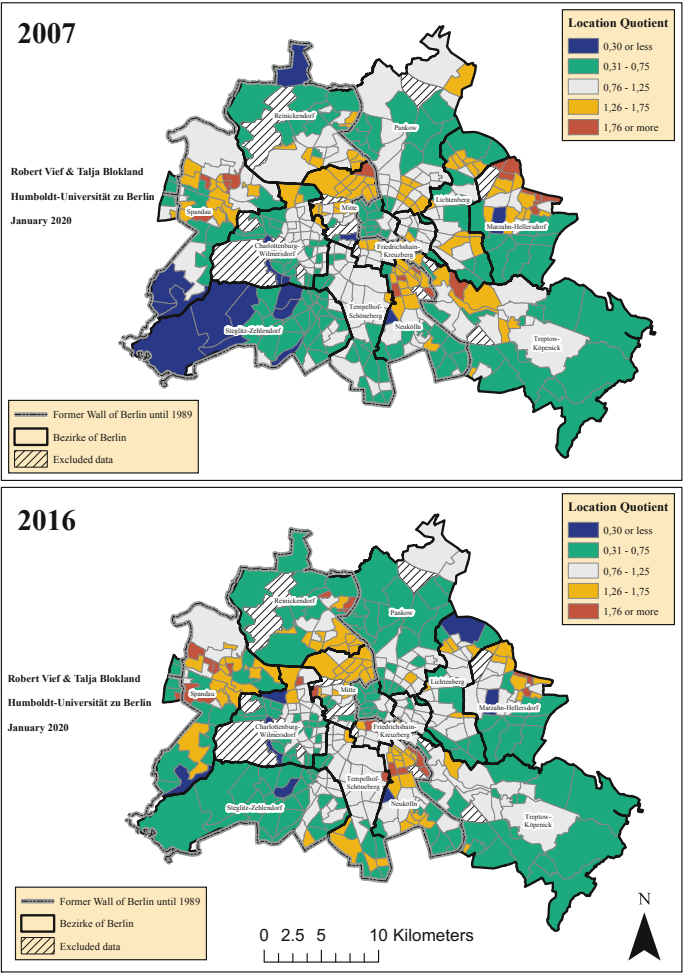 2007
Location Quotient
0,30 or less
0,31 - 0,75
0,76 - 1,25
1,26 - 1,75
1,76 or more
Robert Vief & Talja Blokland
Humboldt-Universität zu Berlin
January 2020
Reinickendorf
Pankow
Spandau
Mitte
Lichtenberg
Marzahn-Hellersdorf
Charlottenburg-
Wilmersdorf
Friedrichshain-
Kreuzberg
Tempelhof-
Schöneberg
Steglitz-Zehlendorf
Neukölln
Treptow-
Köpenick
Former Wall of Berlin until 1989
Bezirke of Berlin
Excluded data
2016
Location Quotient
0,30 or less
0,31 - 0,75
0,76 - 1,25
1,26 - 1,75
1,76 or more
Robert Vief & Talja Blokland
Humboldt-Universität zu Berlin
January 2020
Reinickendorf
Pankow
Spandau
Mitte
Lichtenberg
Marzahn-Hellersdorf
Charlottenburg-
Wilmersdorf
Friedrichshain-
Kreuzberg
Tempelhof-
Schöneberg
Steglitz-Zehlendorf
Neukölln
Treptow-
Köpenick
Former Wall of Berlin until 1989
Bezirke of Berlin
Excluded data
0 2.5 5 10 Kilometers
N